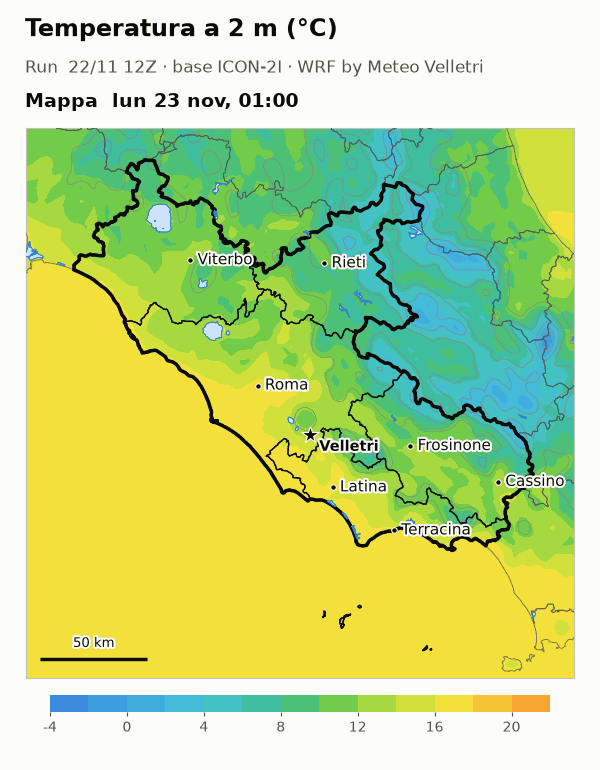 Temperatura a 2 m (°C)
Run  22/11 12Z · base ICON-2I · WRF by Meteo Velletri
Mappa  lun 23 nov, 01:00
Viterbo
Rieti
Roma
Velletri
Frosinone
Latina
Cassino
Terracina
50 km
-4 0 4 8 12 16 20